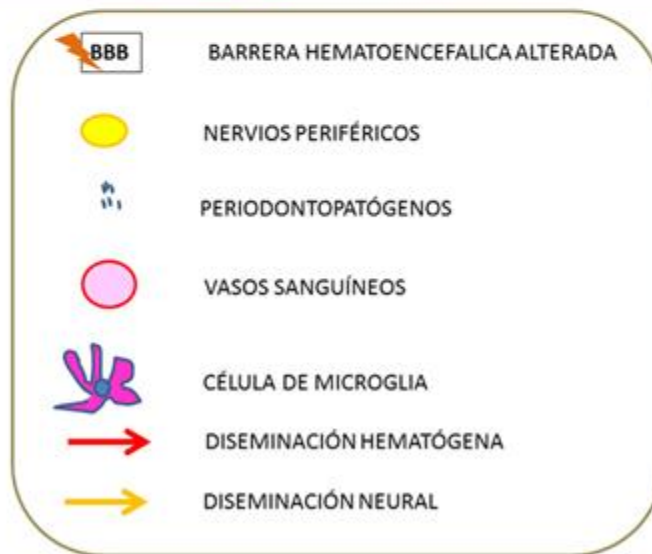 BBB BARRERA HEMATOENCEFALICA ALTERADA
NERVIOS PERIFÉRICOS
PERIODONTOPATÓGENOS
VASOS SANGUÍNEOS
CÉLULA DE MICROGLIA
DISEMINACIÓN HEMATÓGENA
DISEMINACIÓN NEURAL